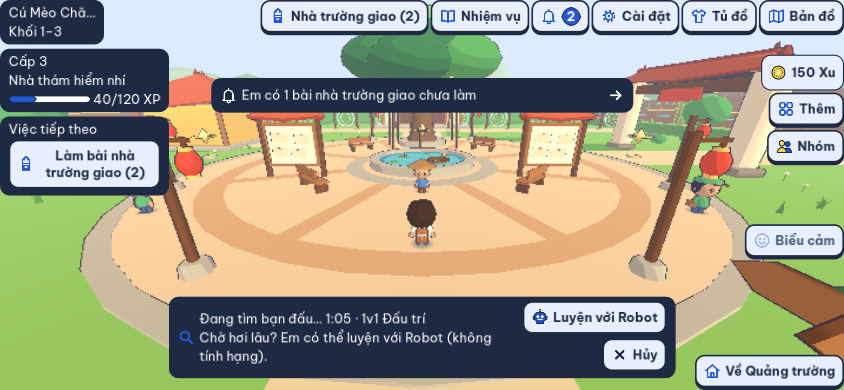 Cú Mèo Chă...
Khối 1–3
Nhà trường giao (2)
Nhiệm vụ
2
Cài đặt
Tủ đồ
Bản đồ
Cấp 3
Nhà thám hiểm nhí
40/120 XP
Em có 1 bài nhà trường giao chưa làm
150 Xu
Thêm
Nhóm
Việc tiếp theo
Làm bài nhà
trường giao (2)
Biểu cảm
Đang tìm bạn đấu... 1:05 · 1v1 Đấu trí
Chờ hơi lâu? Em có thể luyện với Robot (không
tính hạng).
Luyện với Robot
Hủy
Về Quảng trường